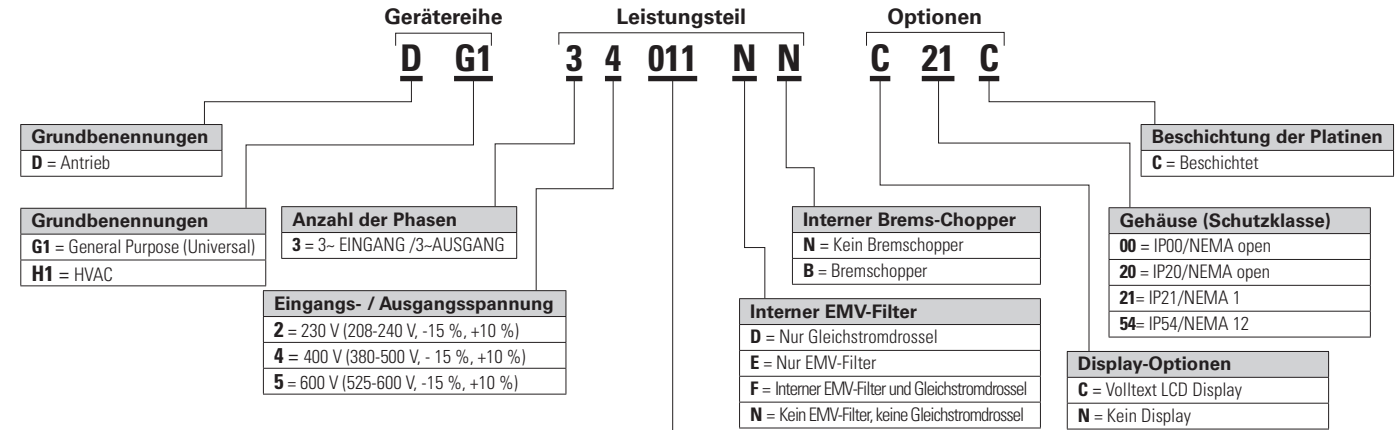 Gerätereihe Leistungsteil Optionen
D G1 3 4 011 N N C 21 C
Grundbenennungen
D = Antrieb
Grundbenennungen
G1 = General Purpose (Universal)
H1 = HVAC
Anzahl der Phasen
3 = 3~ EINGANG /3~AUSGANG
Eingangs- / Ausgangsspannung
2 = 230 V (208-240 V, -15 %, +10 %)
4 = 400 V (380-500 V, - 15 %, +10 %)
5 = 600 V (525-600 V, -15 %, +10 %)
Interner Brems-Chopper
N = Kein Bremschopper
B = Bremschopper
Interner EMV-Filter
D = Nur Gleichstromdrossel
E = Nur EMV-Filter
F = Interner EMV-Filter und Gleichstromdrossel
N = Kein EMV-Filter, keine Gleichstromdrossel
Beschichtung der Platinen
C = Beschichtet
Gehäuse (Schutzklasse)
00 = IP00/NEMA open
20 = IP20/NEMA open
21= IP21/NEMA 1
54= IP54/NEMA 12
Display-Optionen
C = Volltext LCD Display
N = Kein Display